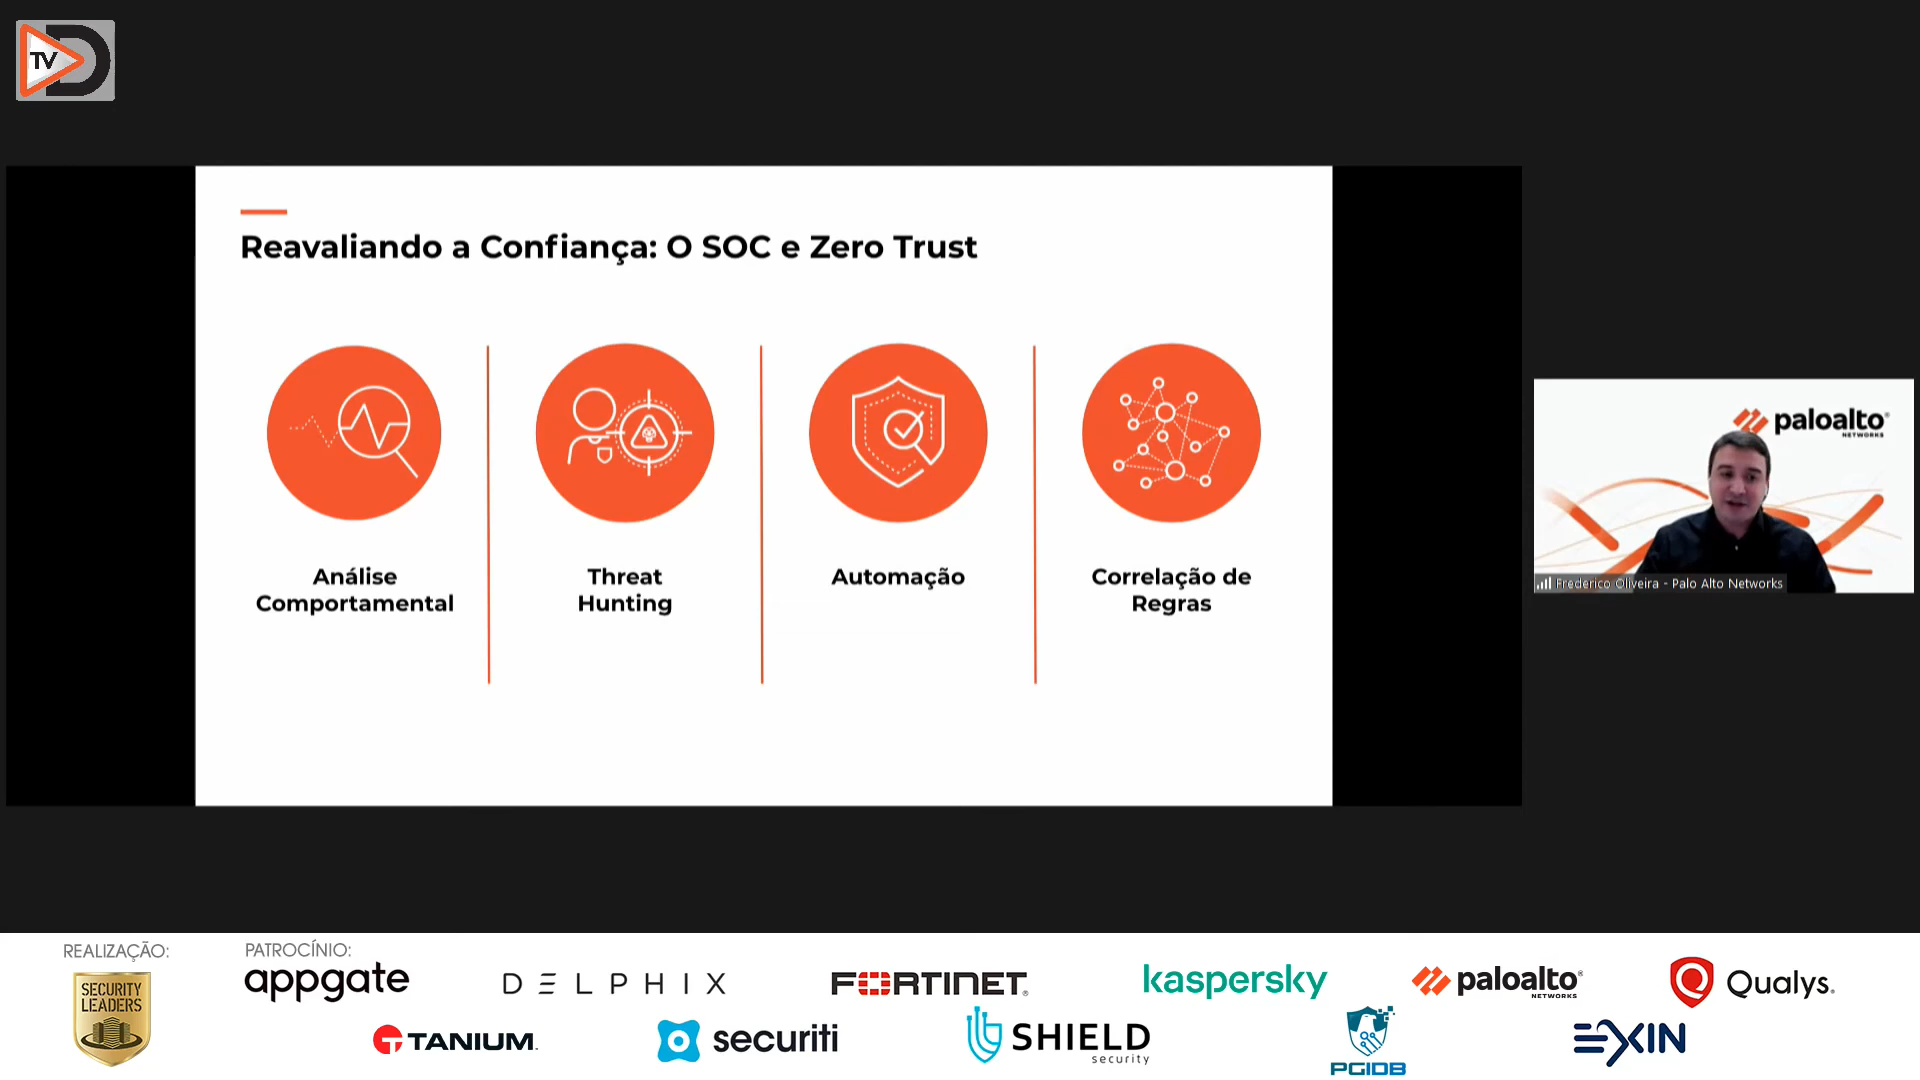 TV
Reavaliando a Confiança: O SOC e Zero Trust
Análise
Comportamental
Threat
Hunting
Automação
Correlação de
Regras
paloalto®
NETWORKS
Frederico Oliveira - Palo Alto Networks
REALIZAÇÃO:
SECURITY
LEADERS
PATROCÍNIO:
appgate
DELPHIX
FORTINET®
kaspersky
paloalto®
NETWORKS
Qualys.
TANIUM.
securiti
SHIELD
security
PGIDB
EXIN